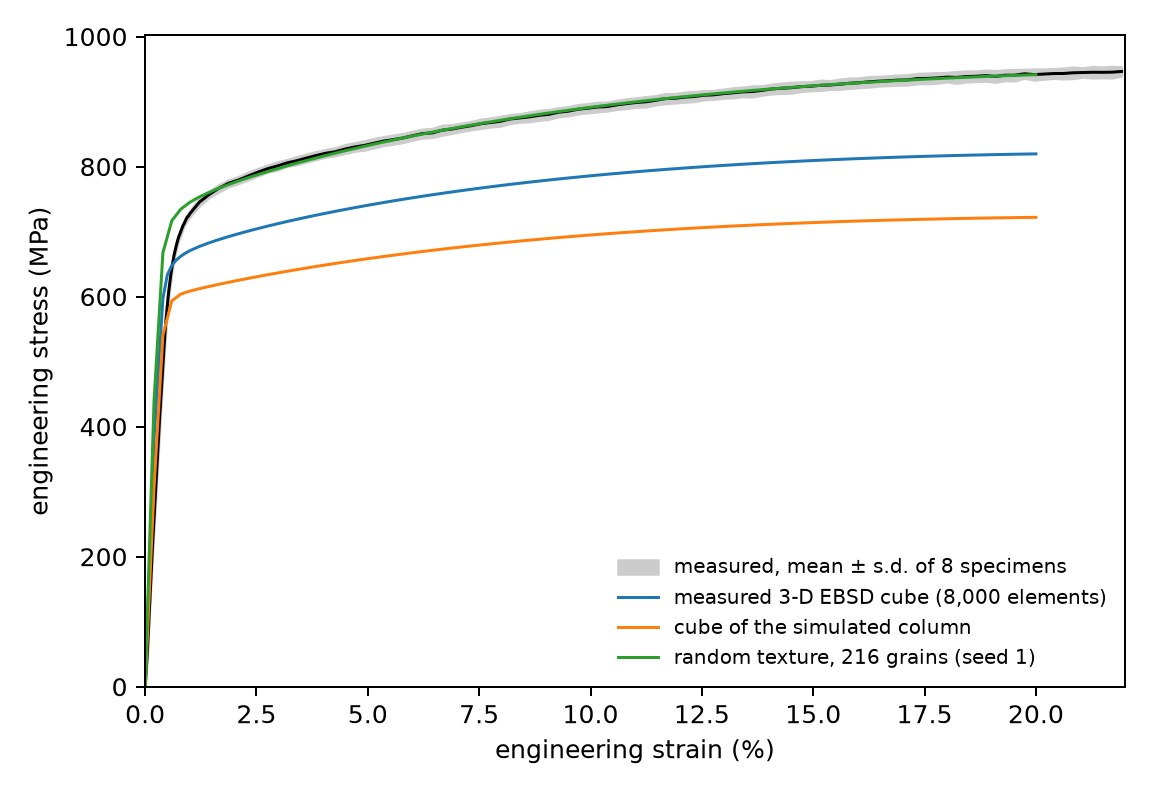 1000
800
600
400
200
0
engineering stress (MPa)
measured, mean ± s.d. of 8 specimens
measured 3-D EBSD cube (8,000 elements)
cube of the simulated column
random texture, 216 grains (seed 1)
0.0 2.5 5.0 7.5 10.0 12.5 15.0 17.5 20.0
engineering strain (%)